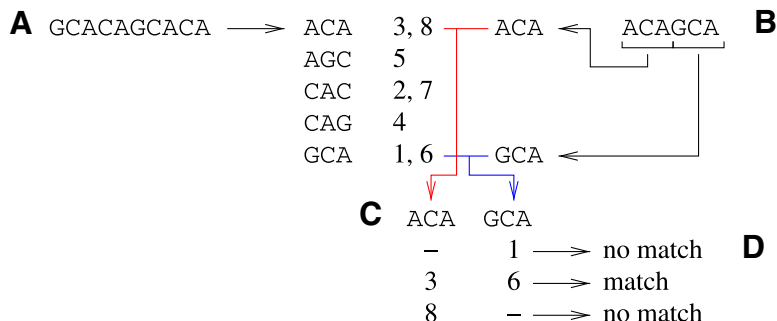 A GCACAGCACA ACA 3, 8 ACA ACAGCA B
AGC 5
CAC 2, 7
CAG 4
GCA 1, 6 GCA
C ACA GCA
– 1 no match D
3 6 match
8 – no match